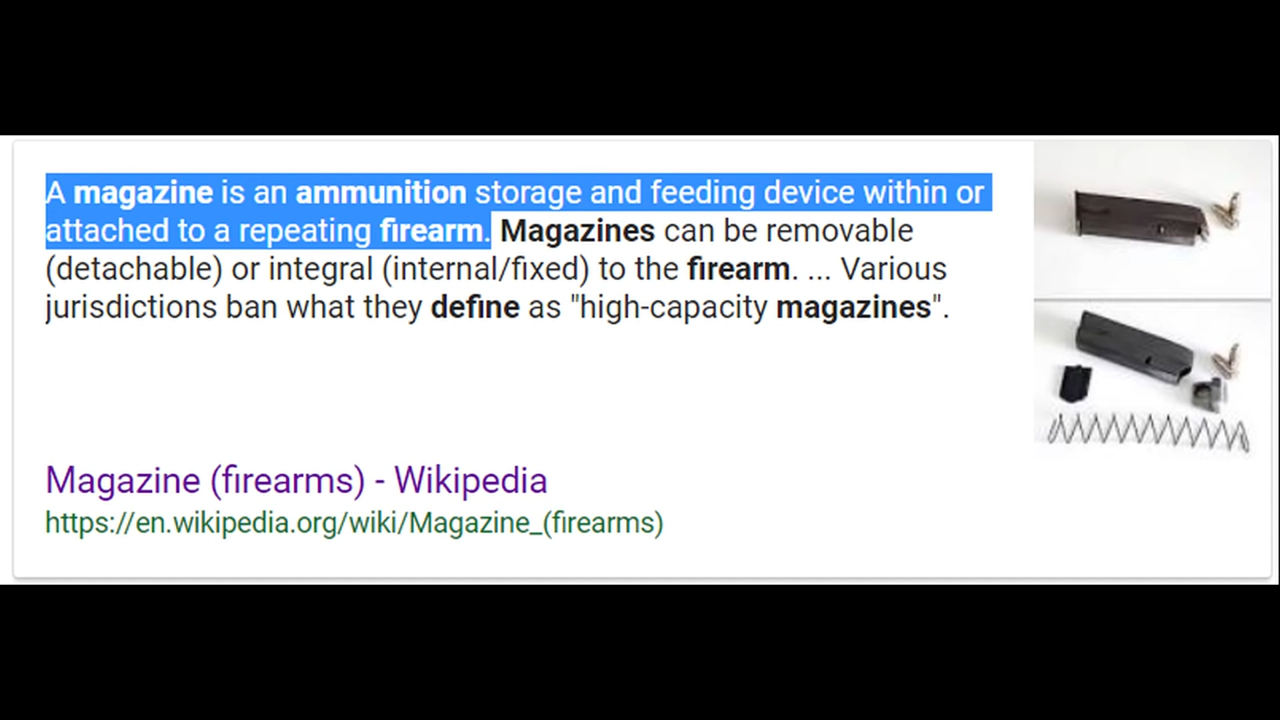 A magazine is an ammunition storage and feeding device within or
attached to a repeating firearm. Magazines can be removable
(detachable) or integral (internal/fixed) to the firearm. ... Various
jurisdictions ban what they define as "high-capacity magazines".
Magazine (firearms) - Wikipedia
https://en.wikipedia.org/wiki/Magazine_(firearms)